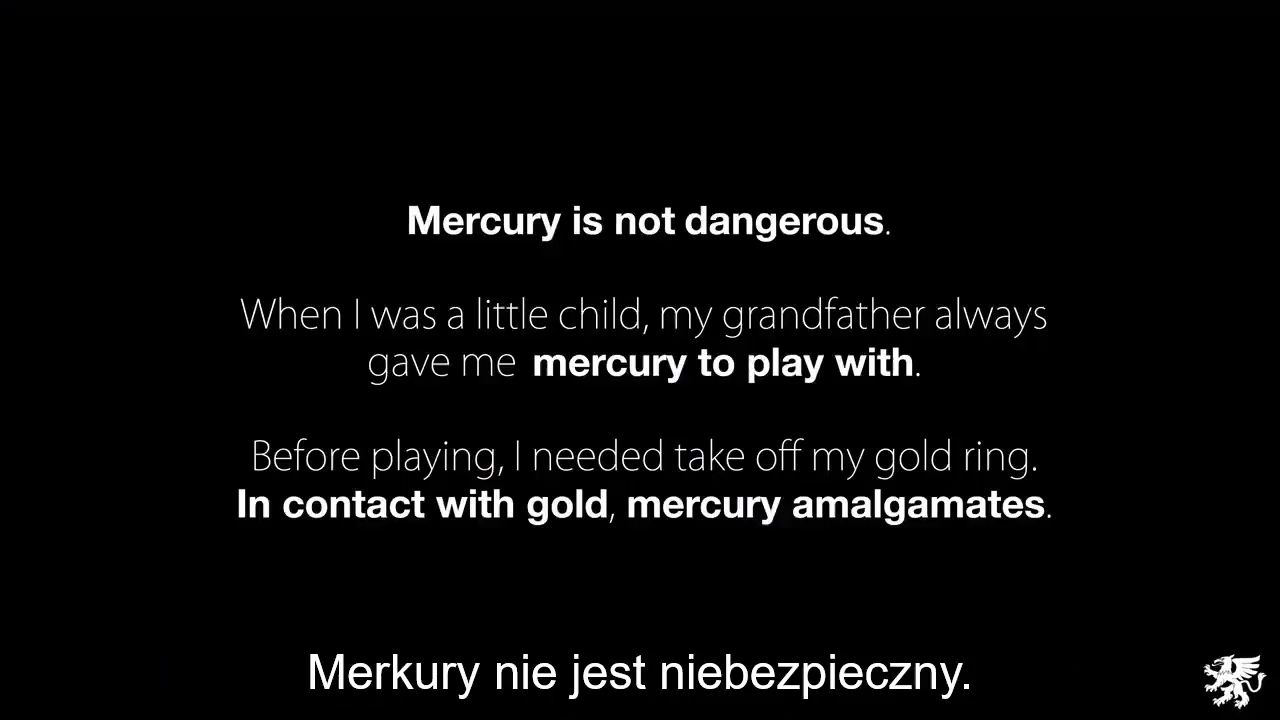 Mercury is not dangerous.
When I was a little child, my grandfather always
gave me mercury to play with.
Before playing, I needed take off my gold ring.
In contact with gold, mercury amalgamates.
Merkury nie jest niebezpieczny.